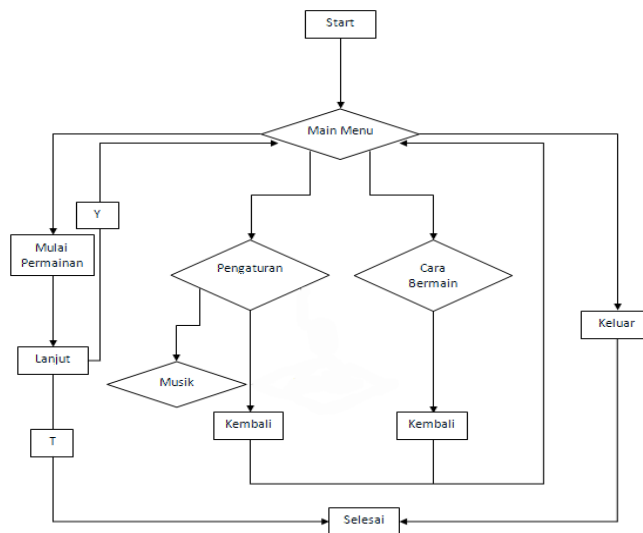 Start
Main Menu
Y
Mulai
Permainan
Pengaturan
Cara
Bermain
Keluar
Lanjut
Musik
Kembali
Kembali
T
Selesai